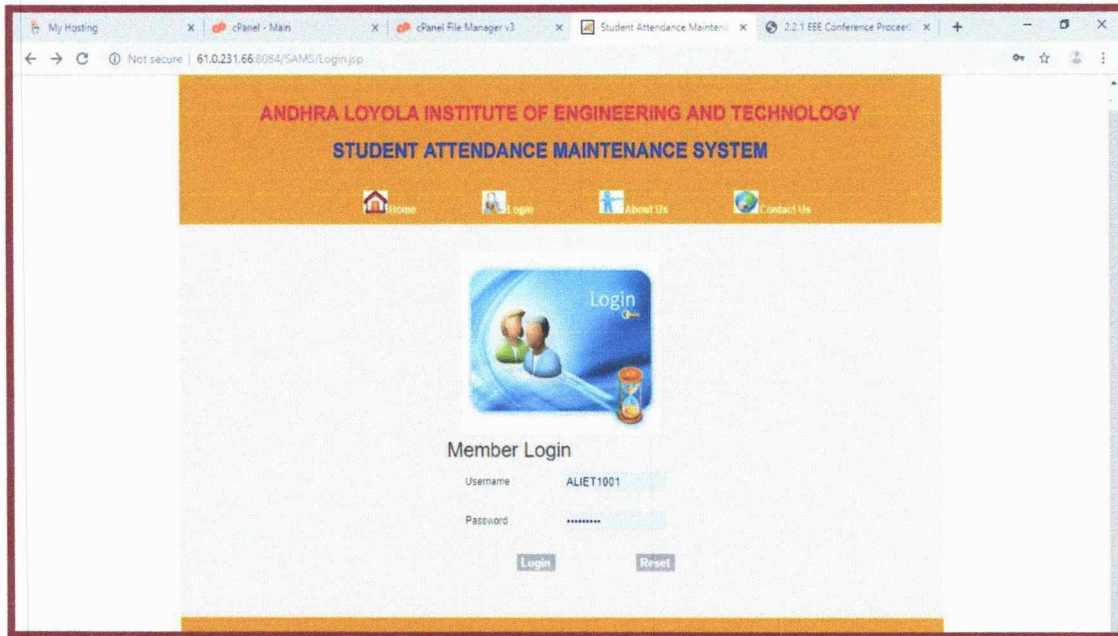 My Hosting cPanel - Main cPanel File Manager v3 Student Attendance Mainten 2.2.1 EEE Conference Proceed
Not secure 61.0.231.66:8084/SAMS/Login.jsp
ANDHRA LOYOLA INSTITUTE OF ENGINEERING AND TECHNOLOGY
STUDENT ATTENDANCE MAINTENANCE SYSTEM
Home Login About Us Contact Us
Login
Member Login
Username ALIET1001
Password •••••••••
Login Reset